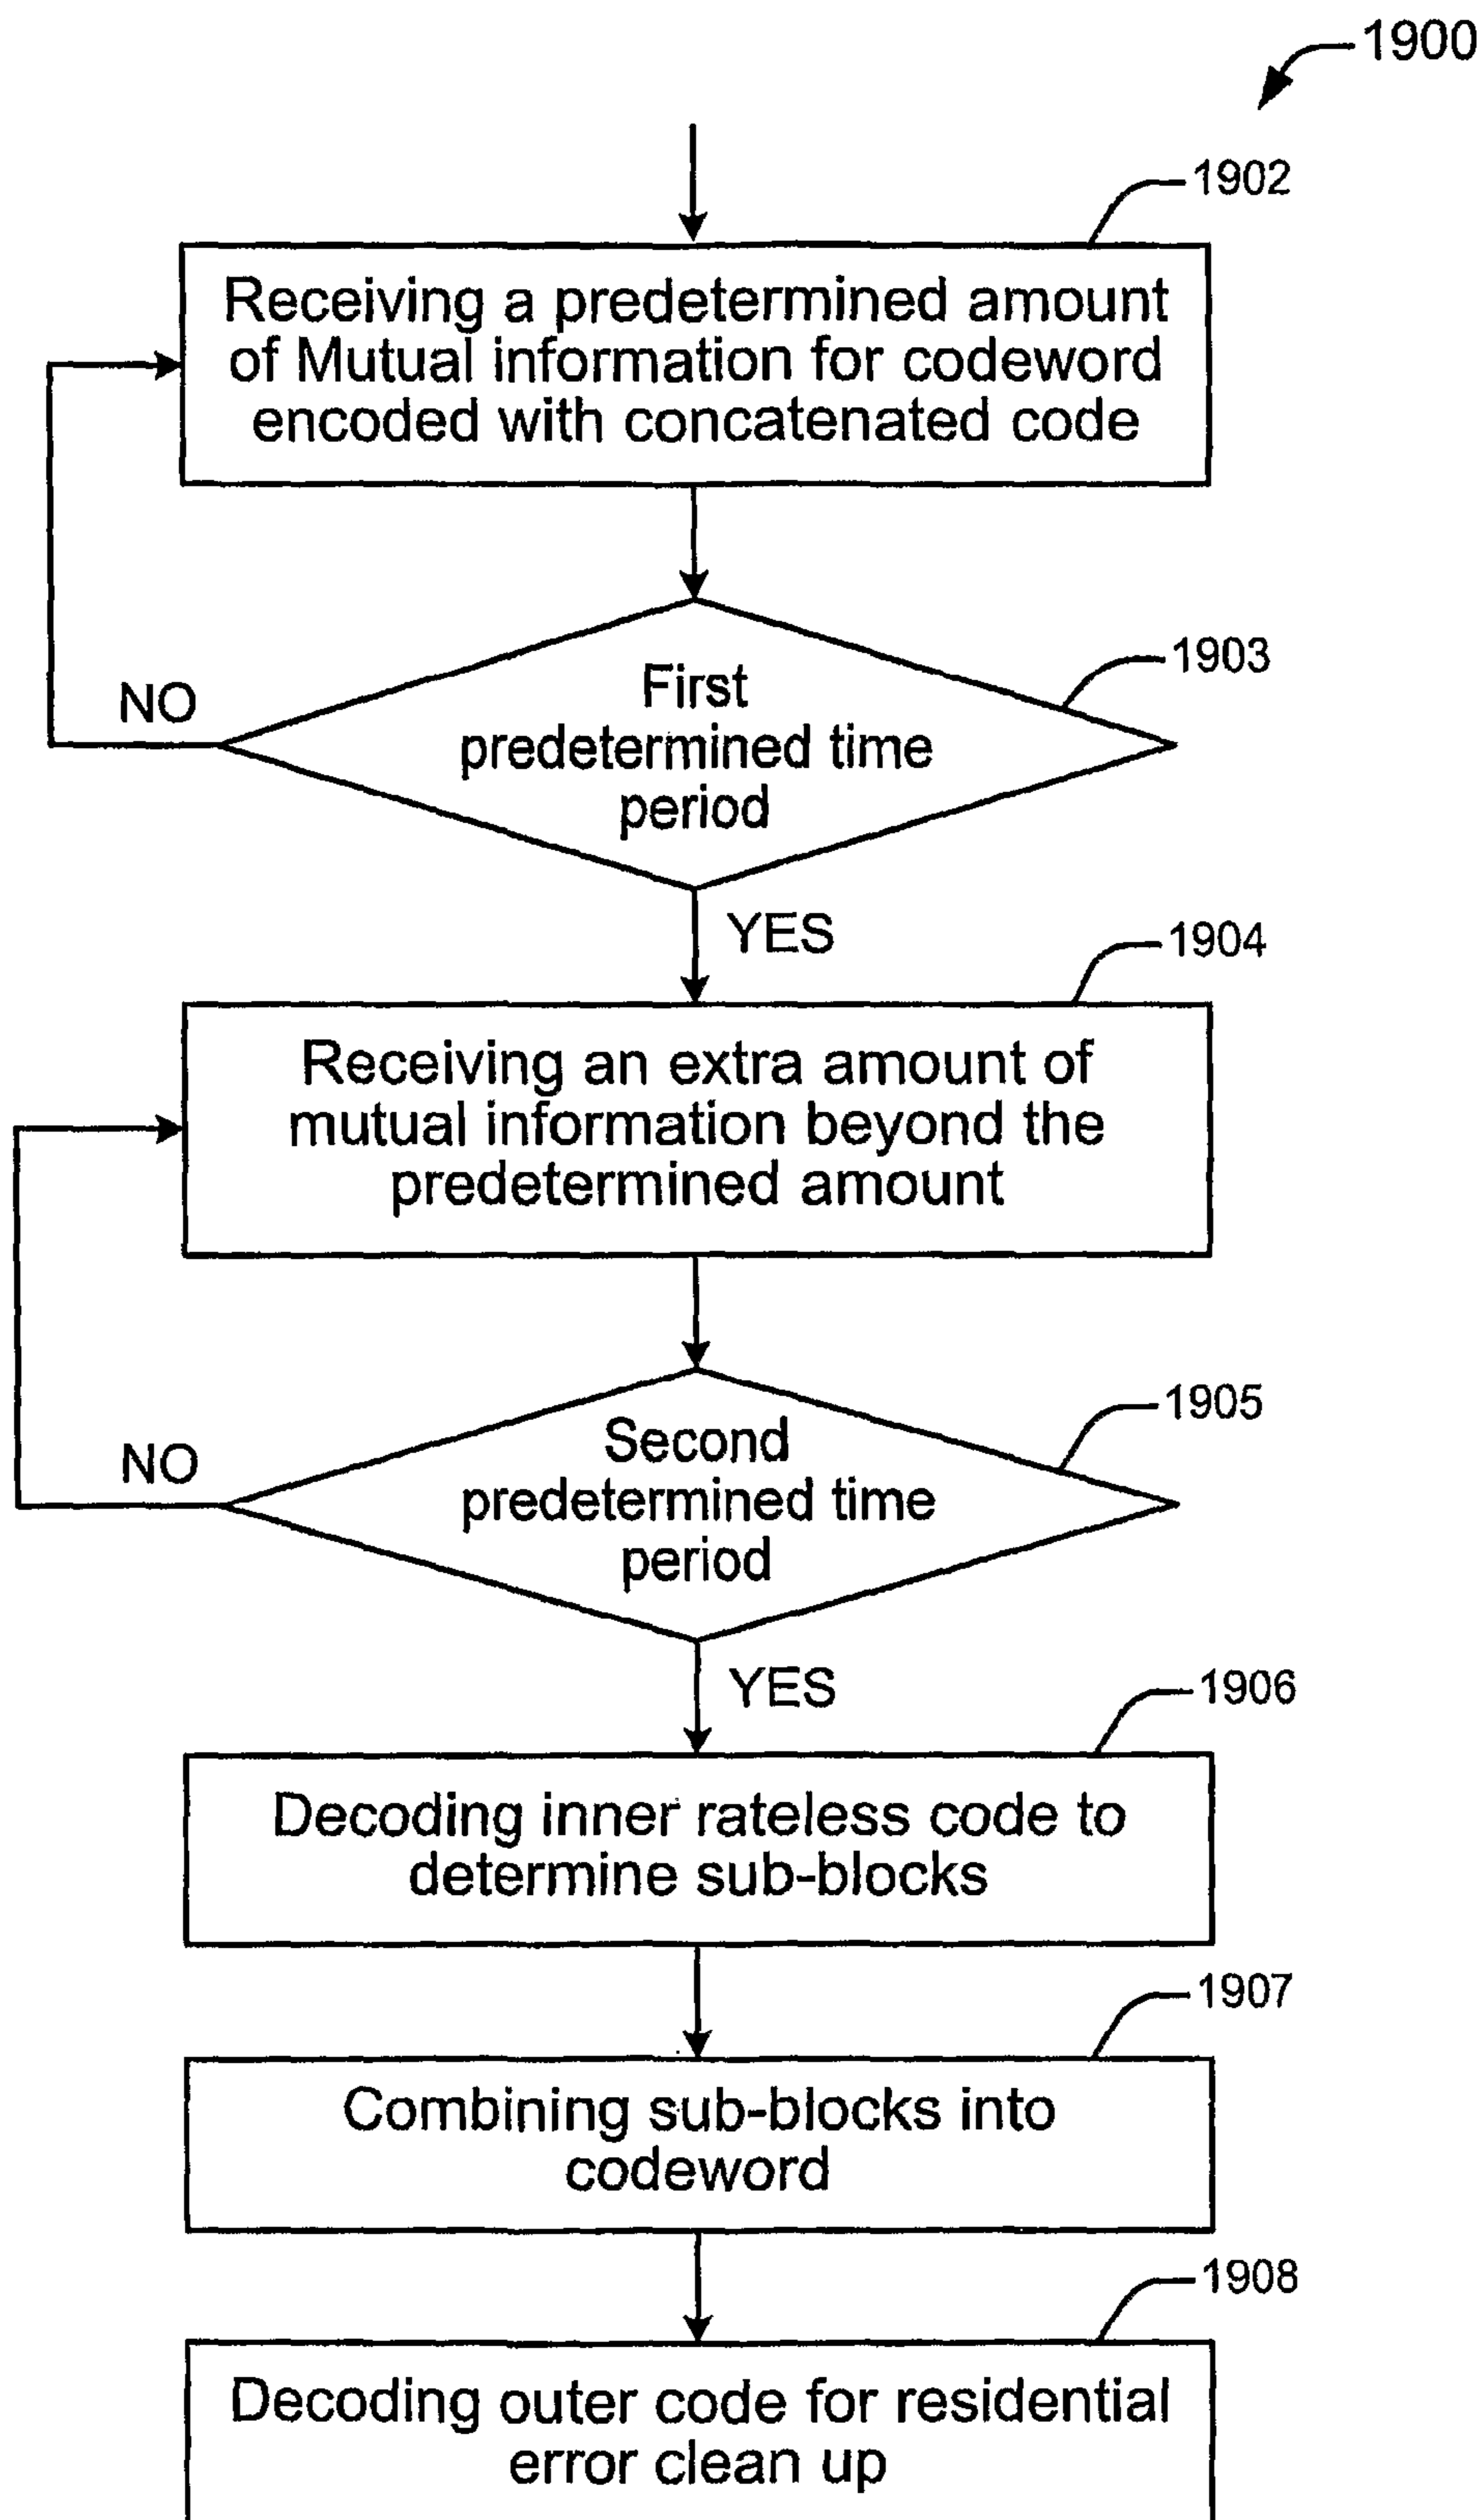 1900
1902
Receiving a predetermined amount
of Mutual information for codeword
encoded with concatenated code
1903
First
predetermined time
period
NO
YES
1904
Receiving an extra amount of
mutual information beyond the
predetermined amount
1905
Second
predetermined time
period
NO
YES
1906
Decoding inner rateless code to
determine sub-blocks
1907
Combining sub-blocks into
codeword
1908
Decoding outer code for residential
error clean up